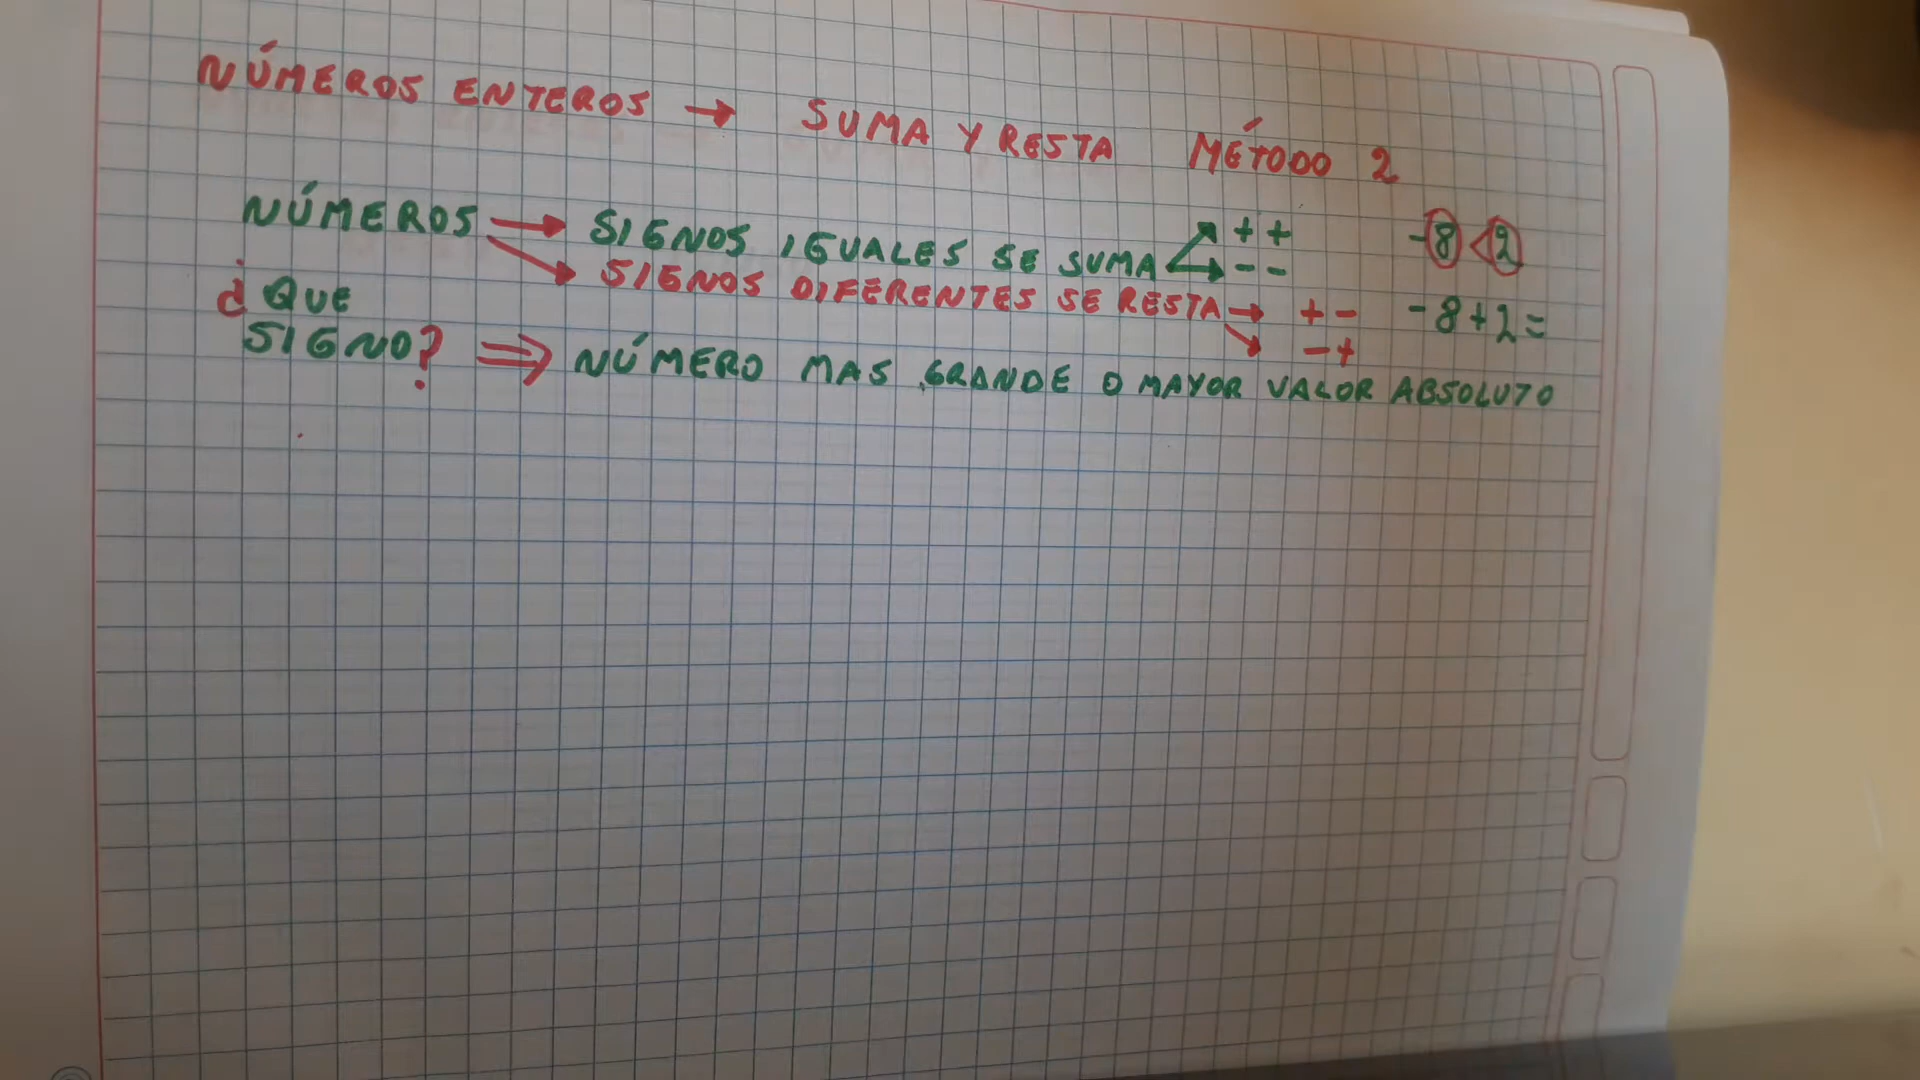 NÚMEROS ENTEROS → SUMA Y RESTA MÉTODO 2
NÚMEROS → SIGNOS IGUALES SE SUMA + +
- -
-8 < 2
→ SIGNOS DIFERENTES SE RESTA → + -
- +
-8+2=
¿QUE
SIGNO? ⇒ NÚMERO MAS GRANDE O MAYOR VALOR ABSOLUTO